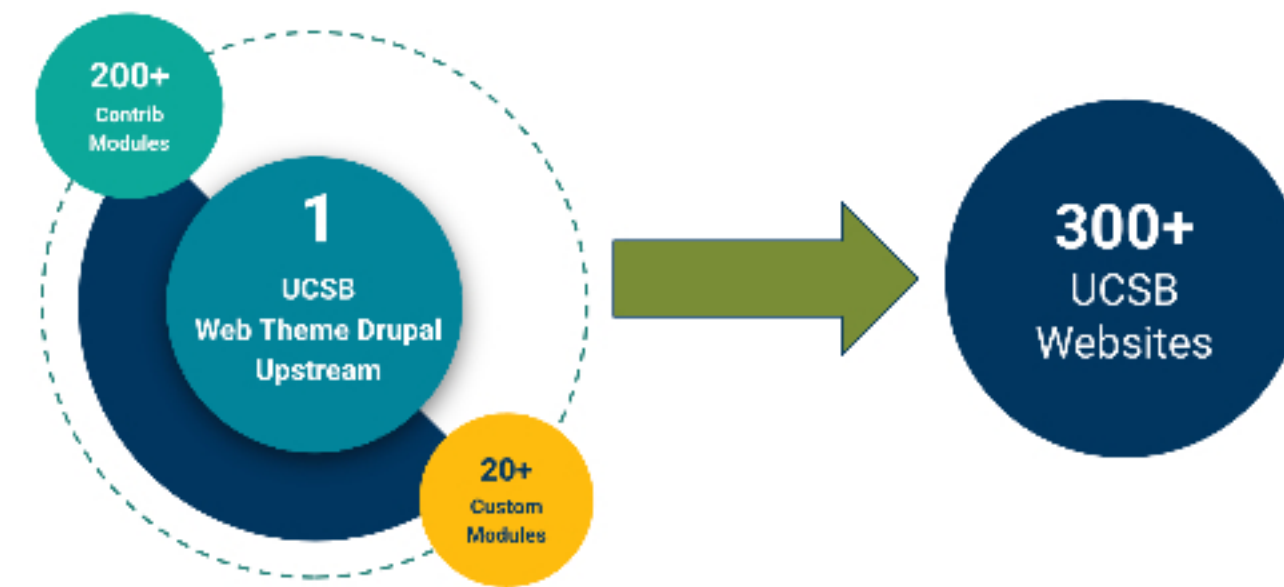 200+
Contrib
Modules
1
UCSB
Web Theme Drupal
Upstream
20+
Custom
Modules
300+
UCSB
Websites